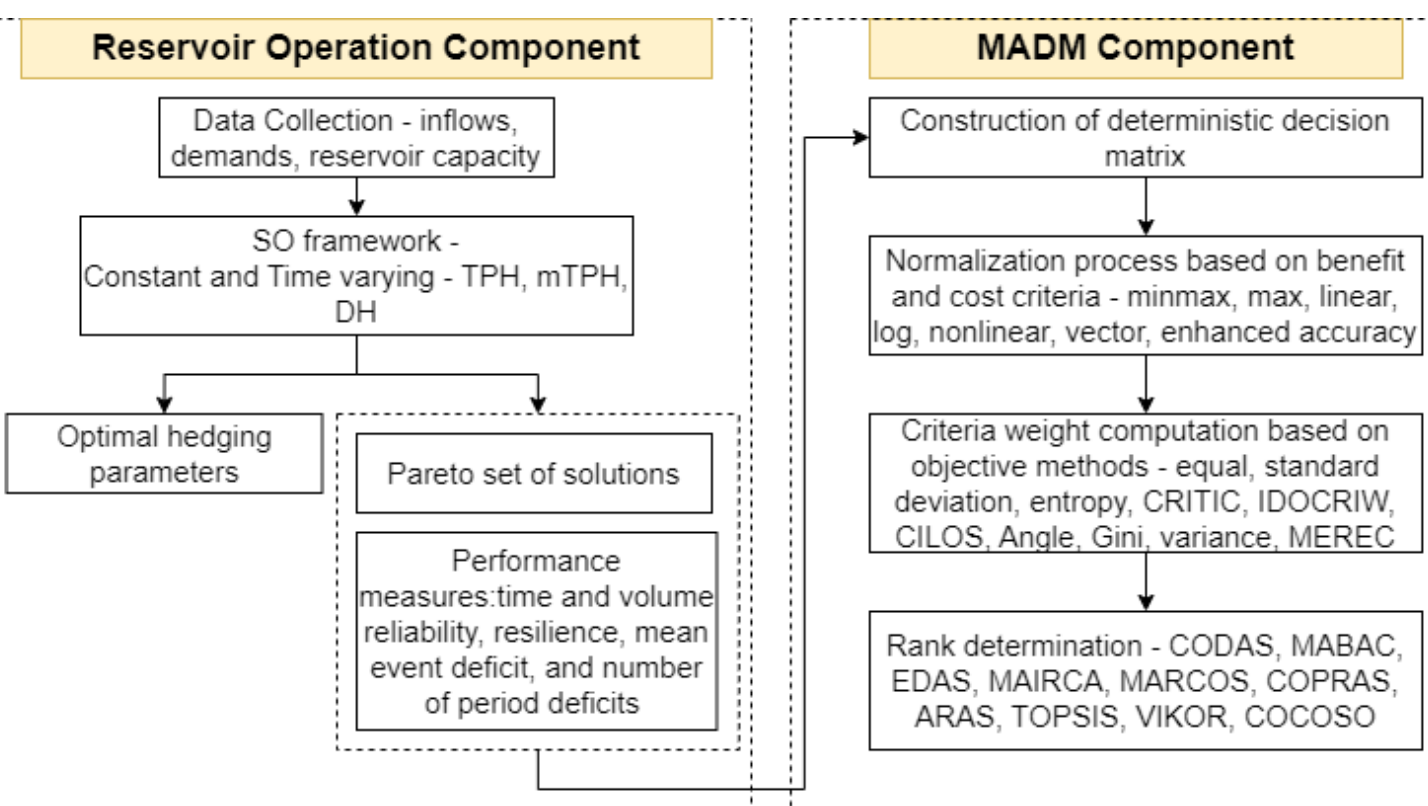 Reservoir Operation Component
Data Collection - inflows,
demands, reservoir capacity
SO framework -
Constant and Time varying - TPH, mTPH,
DH
Optimal hedging
parameters
Pareto set of solutions
Performance
measures:time and volume
reliability, resilience, mean
event deficit, and number
of period deficits
MADM Component
Construction of deterministic decision
matrix
Normalization process based on benefit
and cost criteria - minmax, max, linear,
log, nonlinear, vector, enhanced accuracy
Criteria weight computation based on
objective methods - equal, standard
deviation, entropy, CRITIC, IDOCRIW,
CILOS, Angle, Gini, variance, MEREC
Rank determination - CODAS, MABAC,
EDAS, MAIRCA, MARCOS, COPRAS,
ARAS, TOPSIS, VIKOR, COCOSO